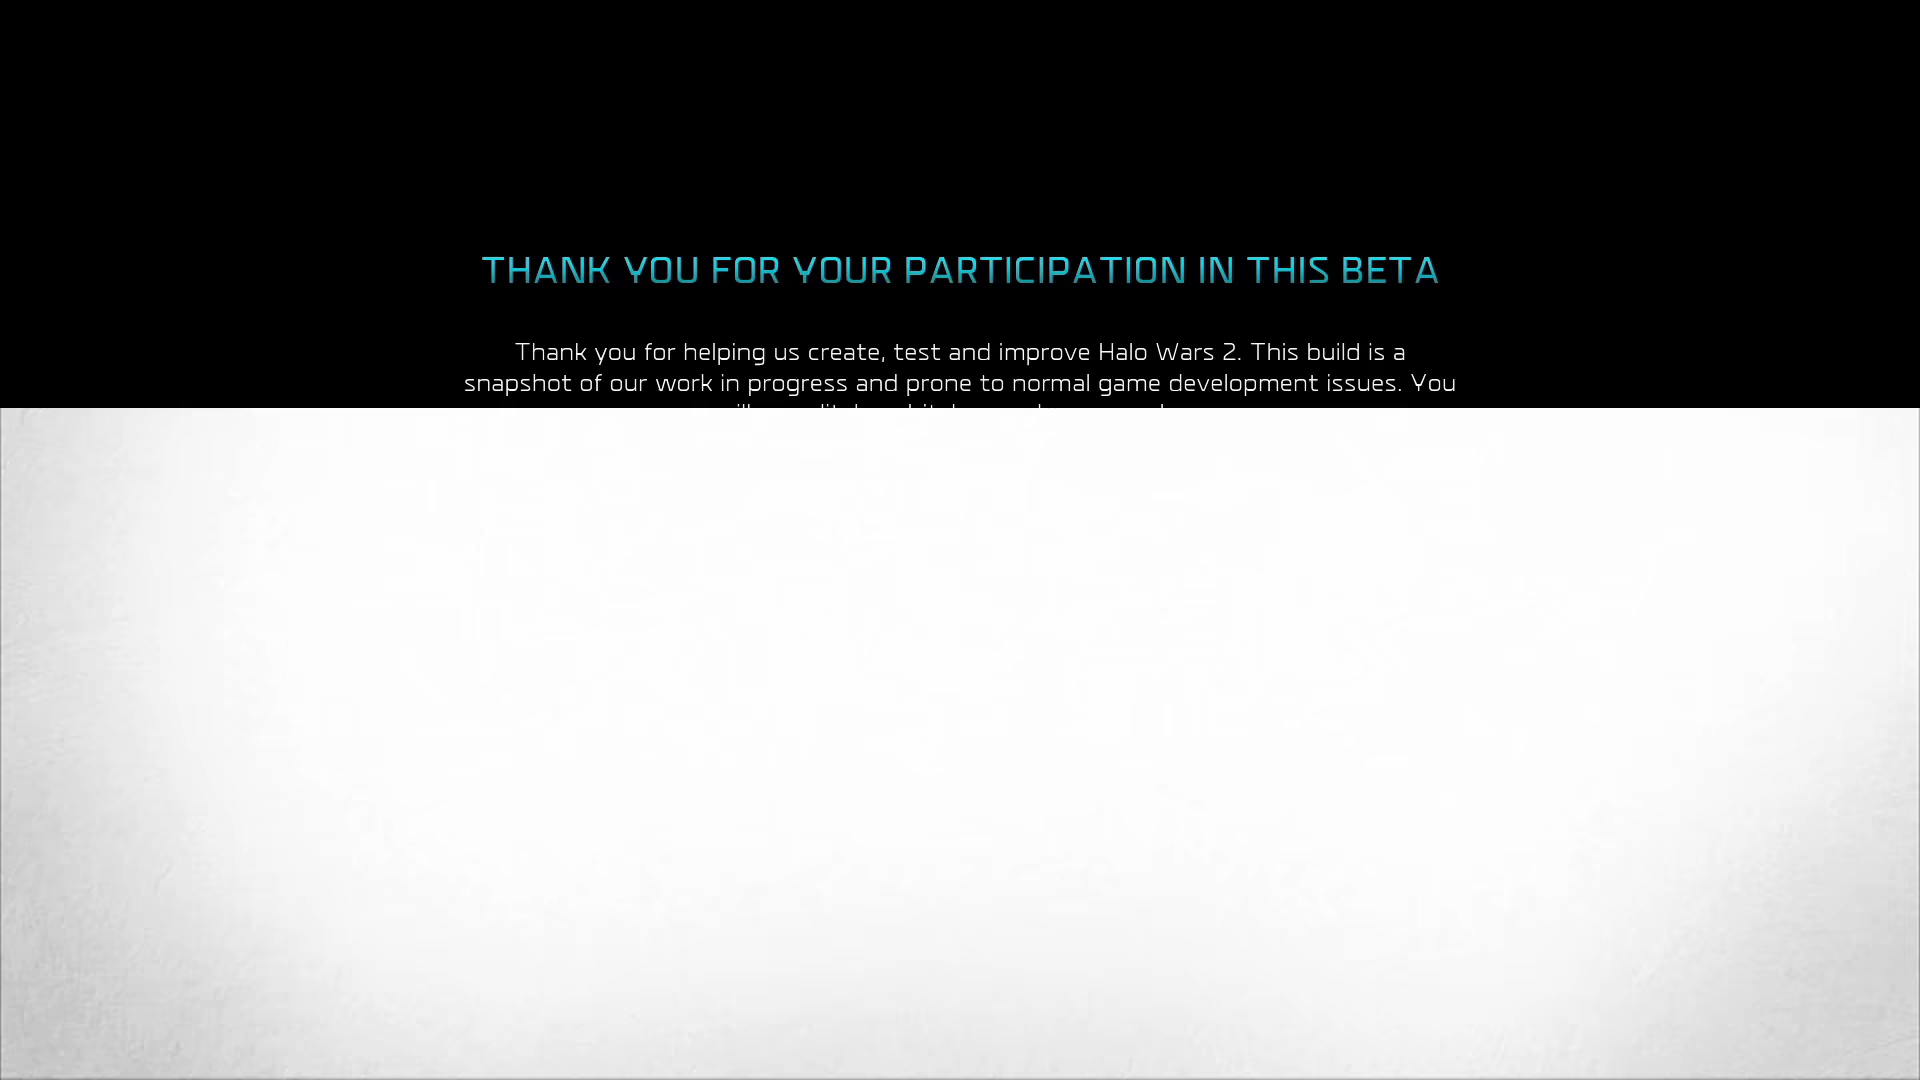 THANK YOU FOR YOUR PARTICIPATION IN THIS BETA
Thank you for helping us create, test and improve Halo Wars 2. This build is a
snapshot of our work in progress and prone to normal game development issues. You